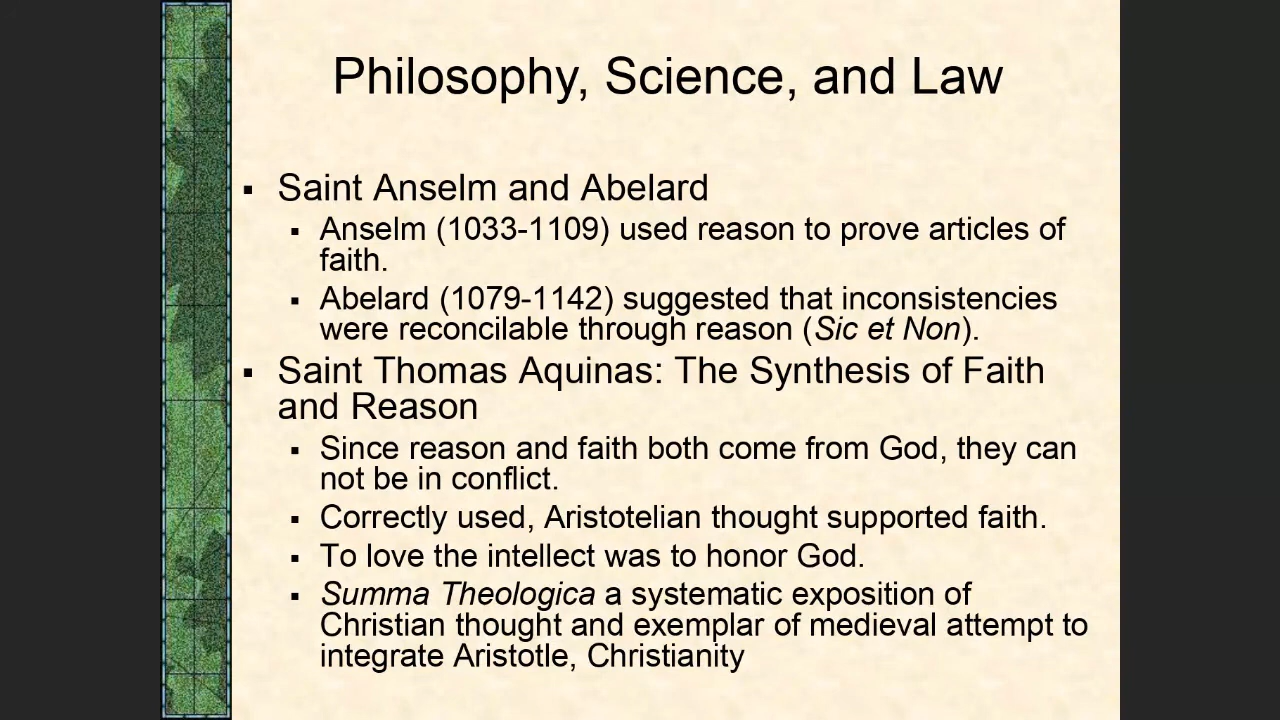 Philosophy, Science, and Law
▪ Saint Anselm and Abelard
▪ Anselm (1033-1109) used reason to prove articles of
faith.
▪ Abelard (1079-1142) suggested that inconsistencies
were reconcilable through reason (Sic et Non).
▪ Saint Thomas Aquinas: The Synthesis of Faith
and Reason
▪ Since reason and faith both come from God, they can
not be in conflict.
▪ Correctly used, Aristotelian thought supported faith.
▪ To love the intellect was to honor God.
▪ Summa Theologica a systematic exposition of
Christian thought and exemplar of medieval attempt to
integrate Aristotle, Christianity